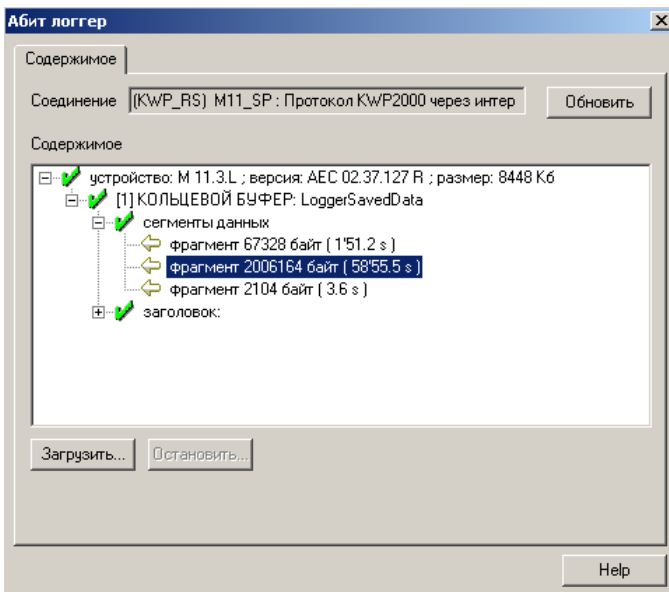 Абит логгер
Содержимое
Соединение (KWP_RS) M11_SP : Протокол KWP2000 через интер Обновить
Содержимое
устройство: М 11.3.L ; версия: AEC 02.37.127 R ; размер: 8448 Кб
[1] КОЛЬЦЕВОЙ БУФЕР: LoggerSavedData
сегменты данных
фрагмент 67328 байт ( 1'51.2 s )
фрагмент 2006164 байт ( 58'55.5 s )
фрагмент 2104 байт ( 3.6 s )
заголовок:
Загрузить... Остановить...
Help